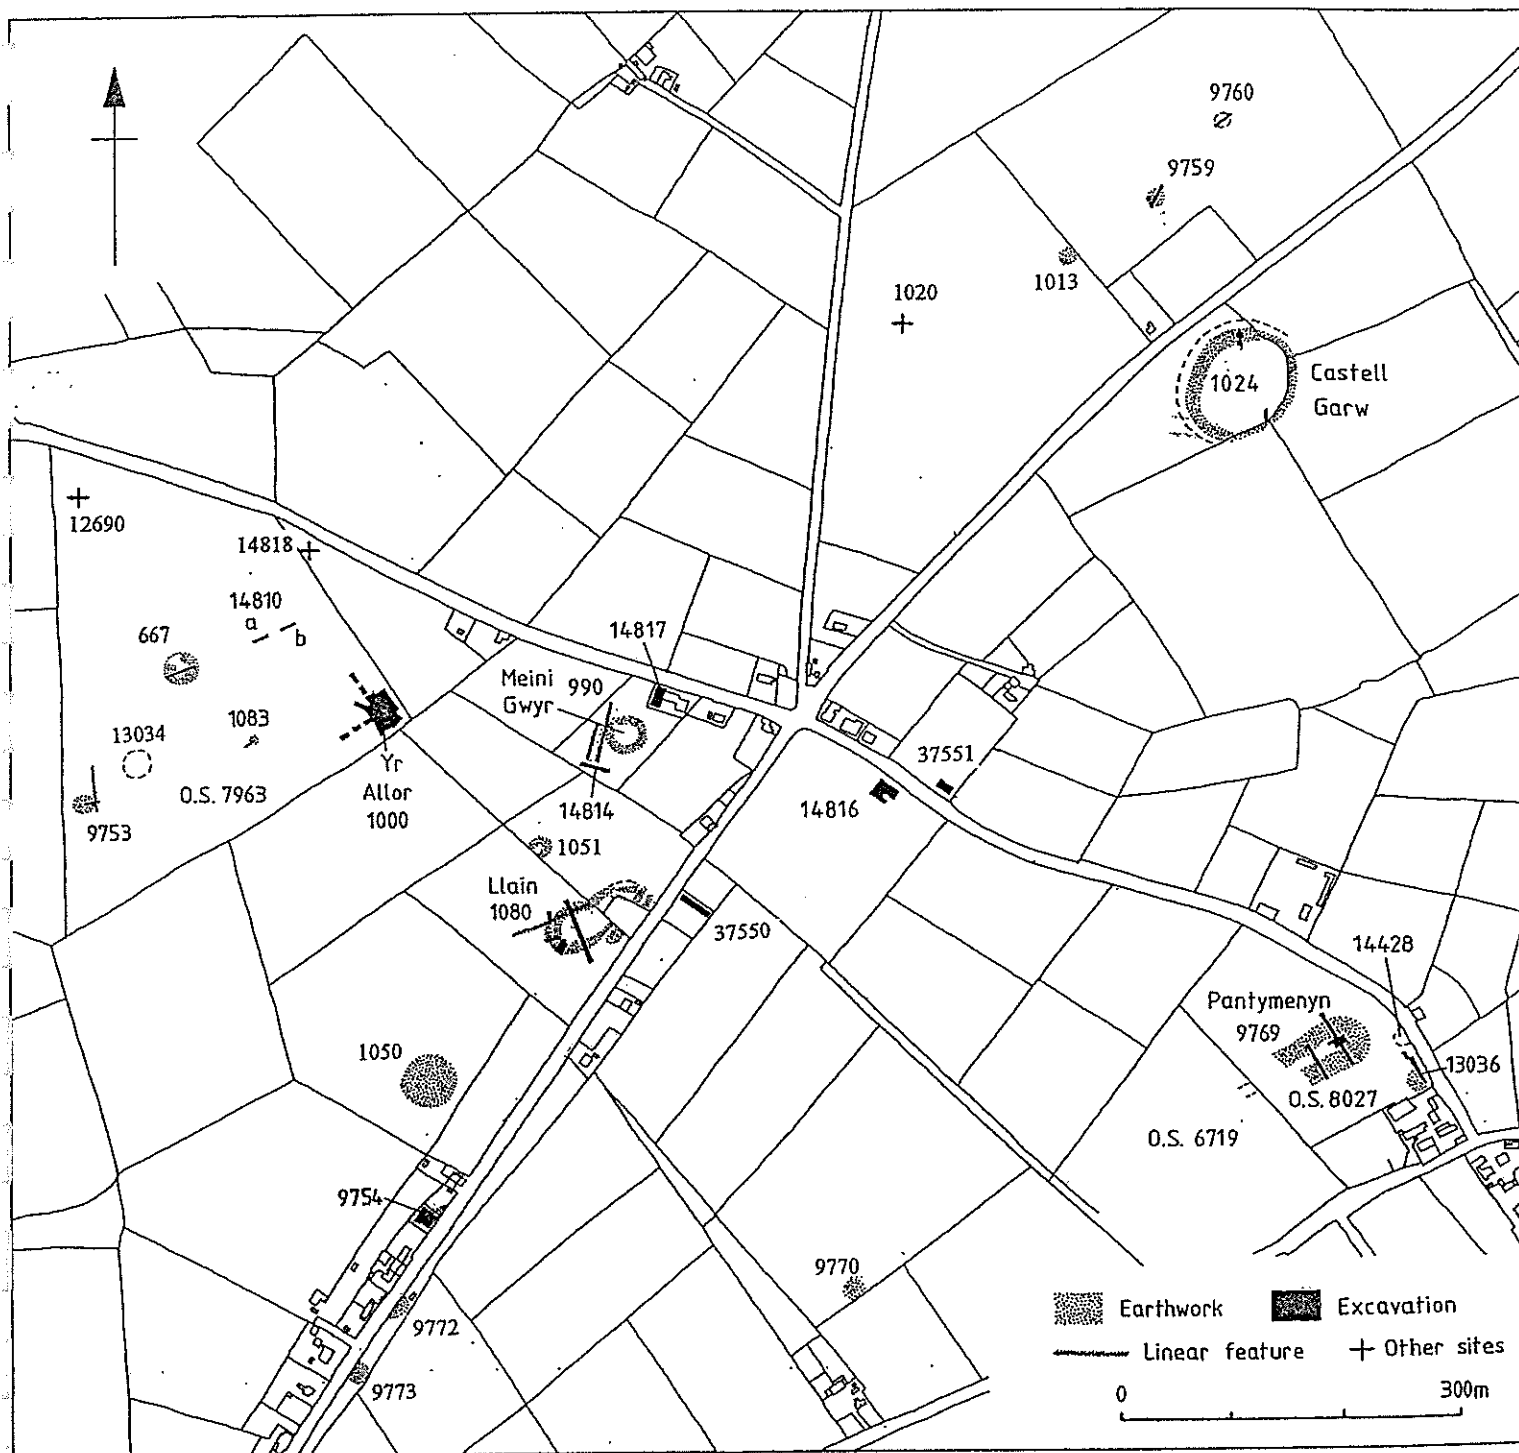 9760
9759
1013
1020
1024
Castell
Garw
12690
14818
14810
a
b
667
14817
Meini
Gwyr
990
1083
13034
37551
Yr
Allor
1000
O.S. 7963
9753
14814
14816
1051
Llain
1080
37550
14428
Pantymenyn
9769
1050
13036
O.S. 8027
O.S. 6719
9754
9770
9772
9773
Earthwork
Excavation
Linear feature
Other sites
0
300m